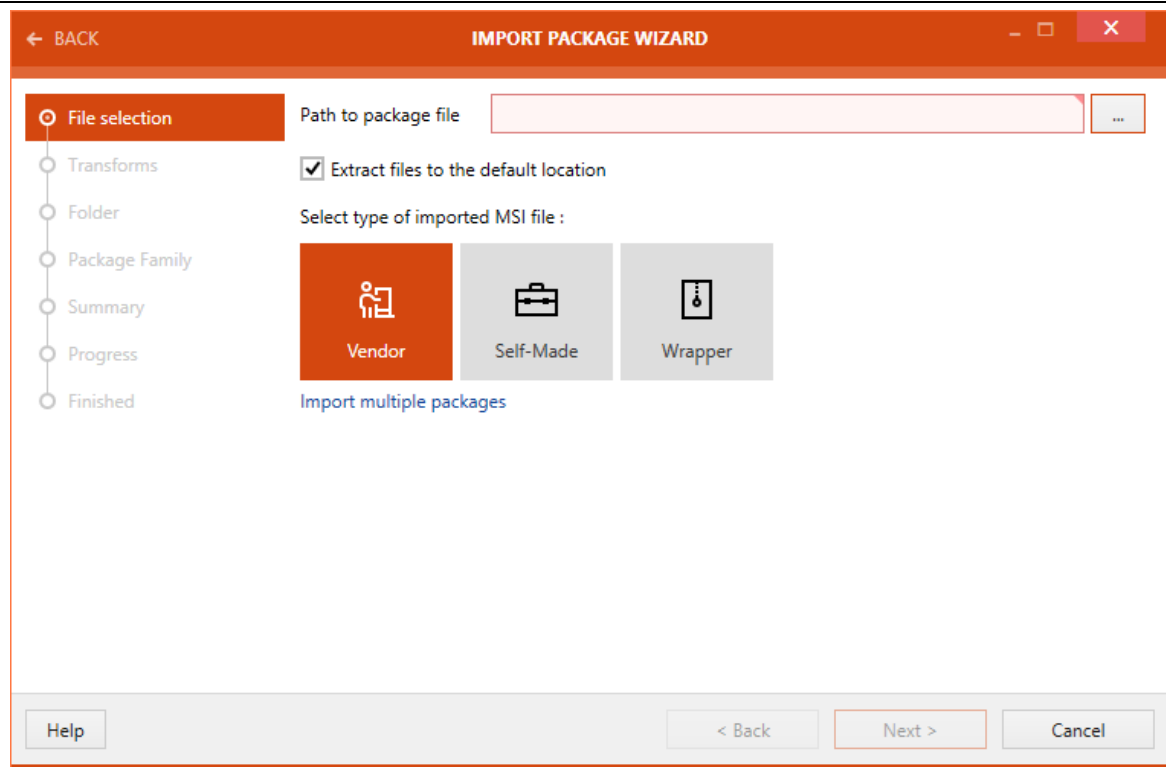 ← BACK
IMPORT PACKAGE WIZARD
File selection
Transforms
Folder
Package Family
Summary
Progress
Finished
Path to package file
...
Extract files to the default location
Select type of imported MSI file :
Vendor
Self-Made
Wrapper
Import multiple packages
Help
< Back
Next >
Cancel